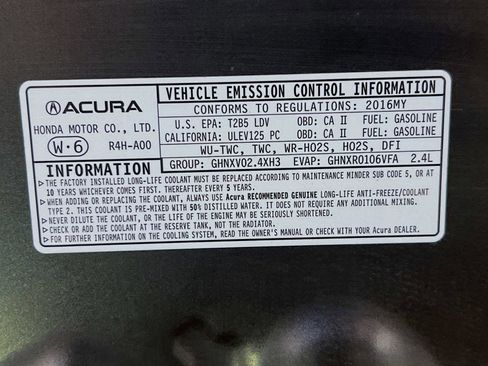 ACURA
HONDA MOTOR CO., LTD.
W·6 R4H-A00
VEHICLE EMISSION CONTROL INFORMATION
CONFORMS TO REGULATIONS: 2016MY
U.S. EPA: T2B5 LDV OBD: CA II FUEL: GASOLINE
CALIFORNIA: ULEV125 PC OBD: CA II FUEL: GASOLINE
WU-TWC, TWC, WR-HO2S, HO2S, DFI
GROUP: GHNXV02.4XH3 EVAP: GHNXR0106VFA 2.4L
INFORMATION
▷THE FACTORY INSTALLED LONG-LIFE COOLANT MUST BE REPLACED ACCORDING TO MAINTENANCE MINDER SUB CODE 5, OR AT
10 YEARS WHICHEVER COMES FIRST. THEREAFTER EVERY 5 YEARS.
▷WHEN ADDING OR REPLACING THE COOLANT, ALWAYS USE Acura RECOMMENDED GENUINE LONG-LIFE ANTI-FREEZE/COOLANT
TYPE 2. THIS COOLANT IS PRE-MIXED WITH 50% DISTILLED WATER. IT DOES NOT REQUIRE ANY ADDITIONAL MIXING.
▷NEVER DILUTE THE COOLANT, OR THE LIFE OF THE ENGINE MAY BE SERIOUSLY SHORTENED.
▷CHECK AND ADD THE COOLANT AT THE RESERVE TANK, NOT THE RADIATOR.
▷FOR FURTHER INFORMATION ON THE COOLING SYSTEM, READ THE OWNER'S MANUAL OR CHECK WITH YOUR Acura DEALER.